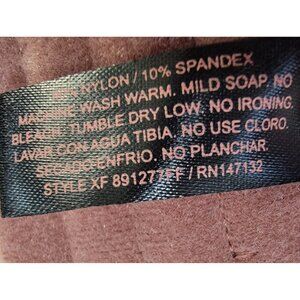 NYLON / 10% SPANDEX
MACHINE WASH WARM. MILD SOAP. NO
BLEACH. TUMBLE DRY LOW. NO IRONING.
LAVAR CON AGUA TIBIA. NO USE CLORO.
SECADO ENFRIO. NO PLANCHAR.
STYLE XF 891277FF / RN147132